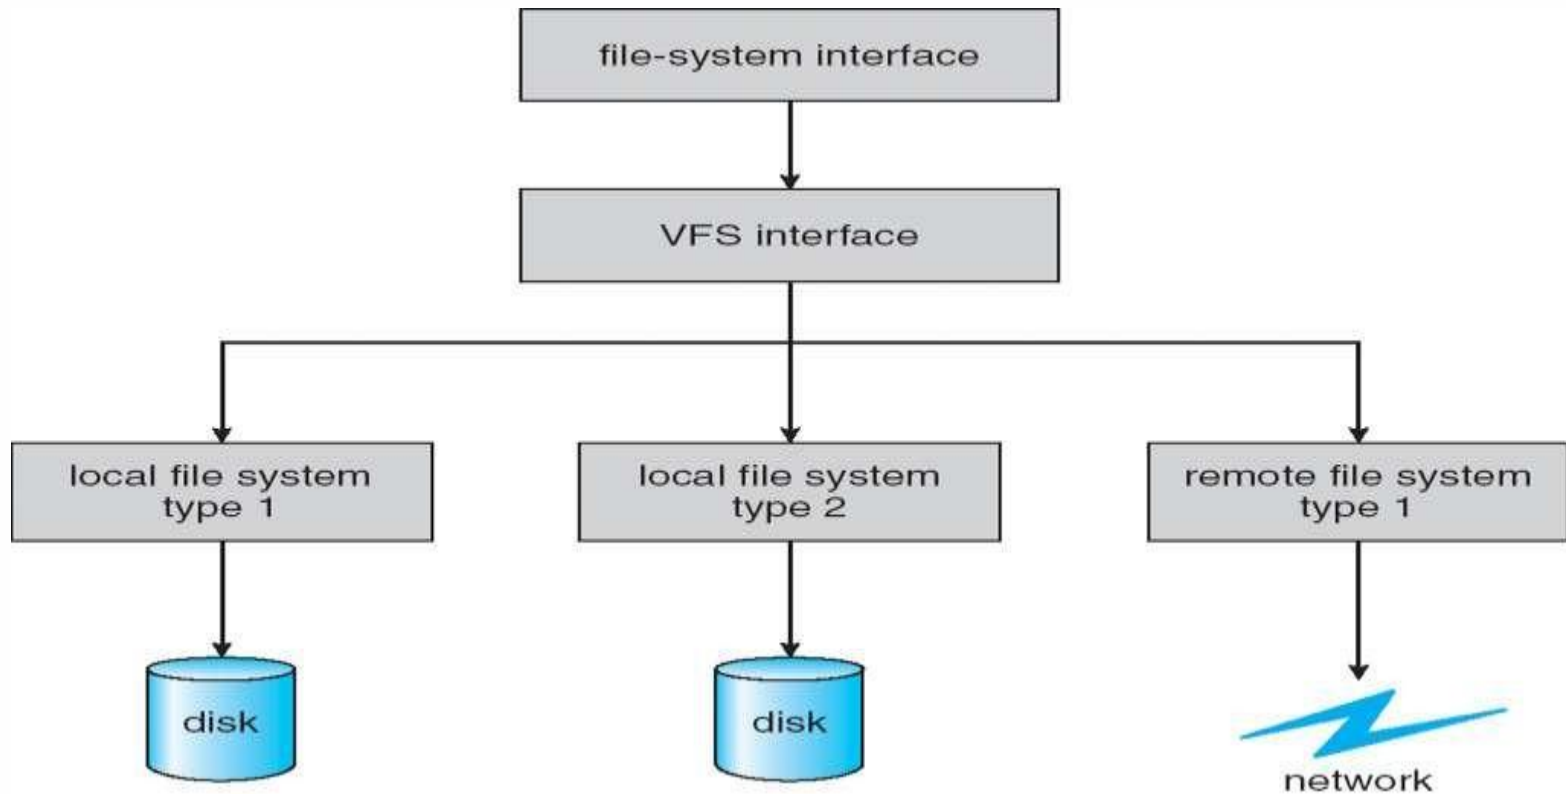 file-system interface
VFS interface
local file system
type 1
local file system
type 2
remote file system
type 1
disk
disk
network